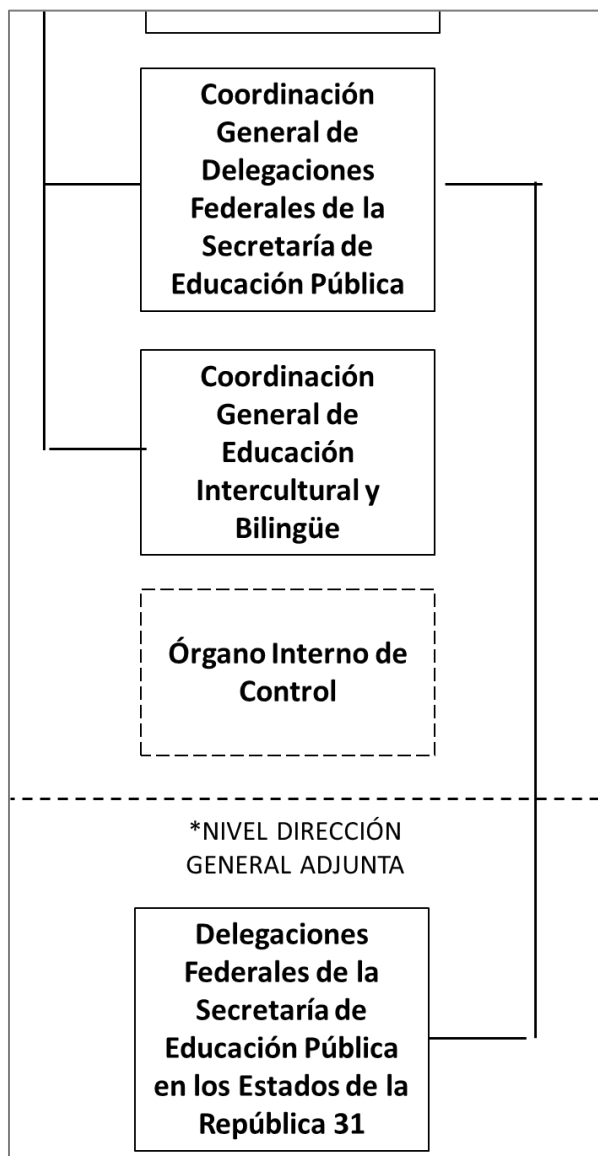 Coordinación
General de
Delegaciones
Federales de la
Secretaría de
Educación Pública
Coordinación
General de
Educación
Intercultural y
Bilingüe
Órgano Interno de
Control
*NIVEL DIRECCIÓN
GENERAL ADJUNTA
Delegaciones
Federales de la
Secretaría de
Educación Pública
en los Estados de la
República 31